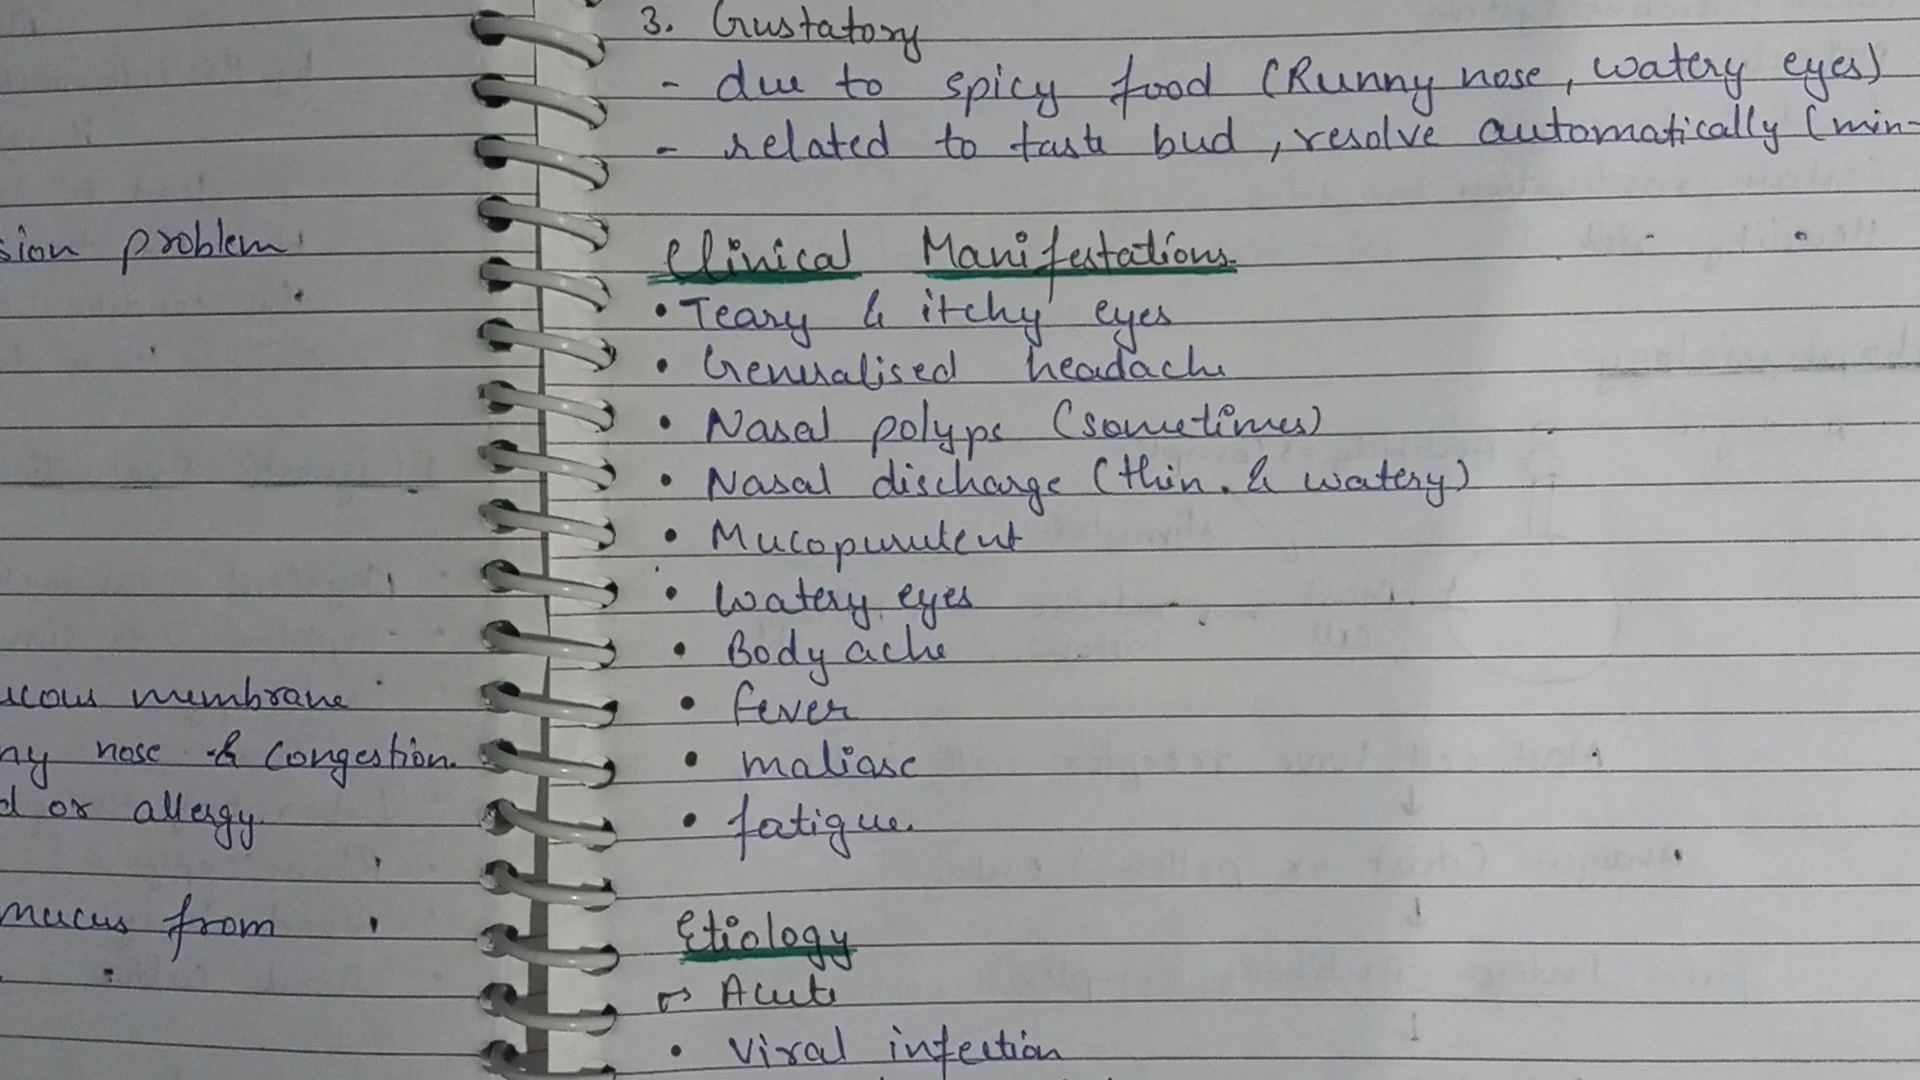 sion problem
ucous membrane
ny nose & congestion.
d or allergy
mucus from
3. Gustatory
- due to spicy food (Runny nose, watery eyes)
- related to taste bud, resolve automatically (min-
Clinical Manifestations
• Teary & itchy eyes
• Generalised headache
• Nasal polyps (sometimes)
• Nasal discharge (thin & watery)
• Mucopurulent
• Watery eyes
• Body ache
• fever
• maliase
• fatigue.
Etiology
→ Acute
• Viral infection